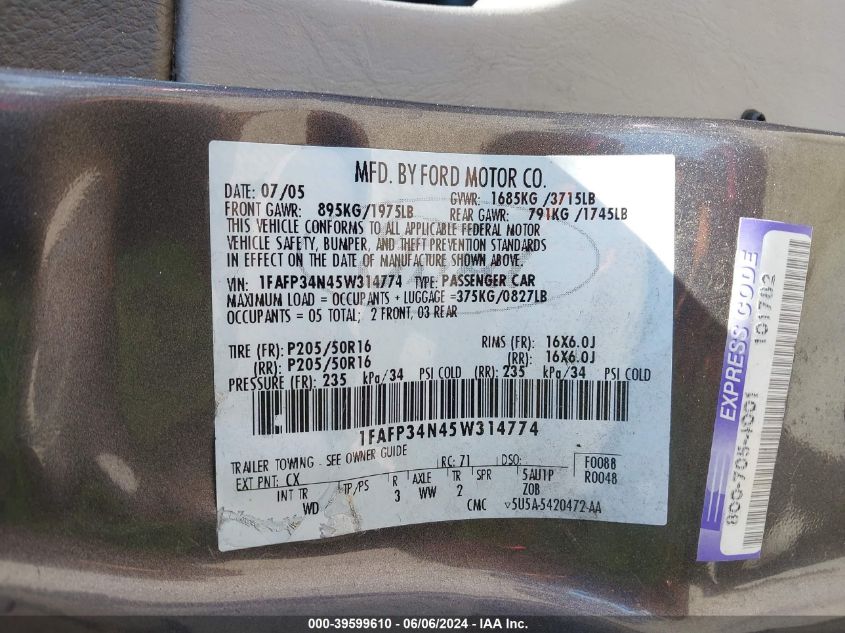 MFD. BY FORD MOTOR CO.
DATE: 07/05 GVWR: 1685KG /3715LB
FRONT GAWR: 895KG/1975LB REAR GAWR: 791KG /1745LB
THIS VEHICLE CONFORMS TO ALL APPLICABLE FEDERAL MOTOR
VEHICLE SAFETY, BUMPER, AND THEFT PREVENTION STANDARDS
IN EFFECT ON THE DATE OF MANUFACTURE SHOWN ABOVE.
VIN: 1FAFP34N45W314774 TYPE: PASSENGER CAR
MAXIMUM LOAD = OCCUPANTS + LUGGAGE =375KG/0827LB
OCCUPANTS = 05 TOTAL; 2 FRONT, 03 REAR
TIRE (FR): P205/50R16 RIMS (FR): 16X6.0J
(RR): P205/50R16 (RR): 16X6.0J
PRESSURE (FR): 235 kPa/34 PSI COLD (RR): 235 kPa/34 PSI COLD
1FAFP34N45W314774
TRAILER TOWING - SEE OWNER GUIDE
EXT PNT: CX RC: 71 DSO: F0088
INT TR TP/PS R AXLE TR SPR 5AU1P R0048
WD 3 WW 2 ZOB
CMC v5U5A-5420472-AA
EXPRESS CODE
800-705-4001 101702
000-39599610 - 06/06/2024 - IAA Inc.